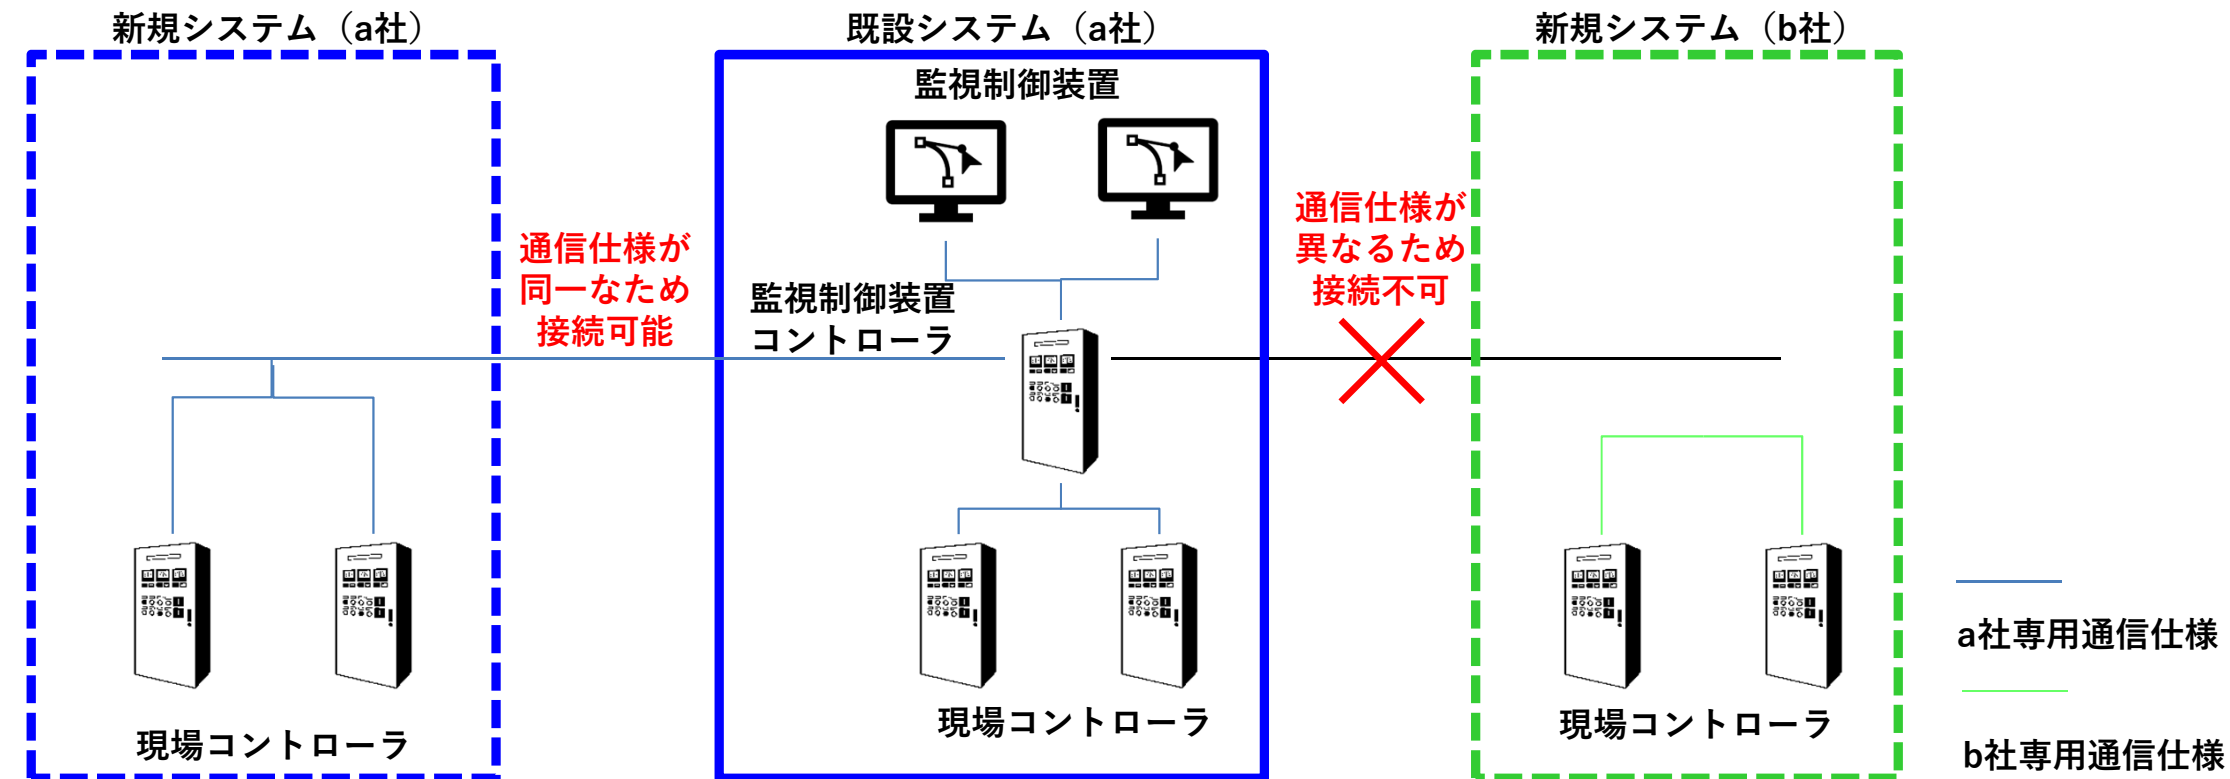 新規システム（a社）
既設システム（a社）
新規システム（b社）
監視制御装置
通信仕様が
同一なため
接続可能
監視制御装置
コントローラ
通信仕様が
異なるため
接続不可
現場コントローラ
現場コントローラ
現場コントローラ
a社専用通信仕様
b社専用通信仕様